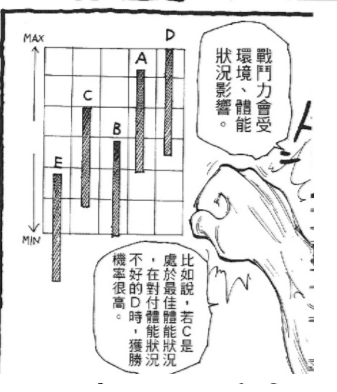 戰鬥力會受
環境、體能
狀況影響。
MAX
D
A
C
B
E
MIN
比如說，若C是
處於最佳體能狀況
，在對付體能狀況
不好的D時，獲勝
機率很高。